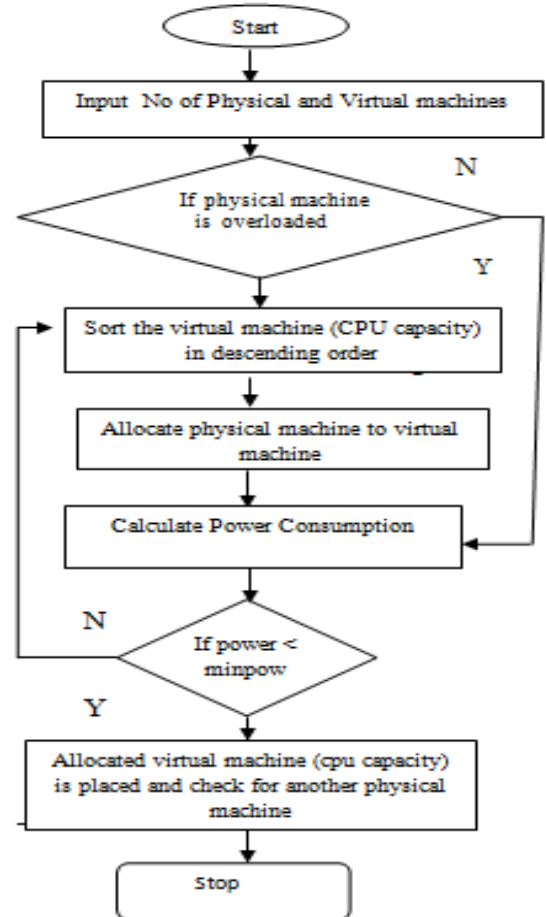 Start
Input No of Physical and Virtual machines
N
If physical machine
is overloaded
Y
Sort the virtual machine (CPU capacity)
in descending order
Allocate physical machine to virtual
machine
Calculate Power Consumption
N
If power <
minpow
Y
Allocated virtual machine (cpu capacity)
is placed and check for another physical
machine
Stop